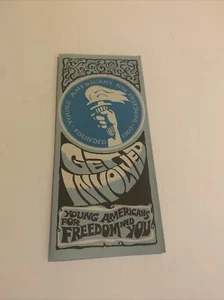 YOUNG AMERICANS FOR FREEDOM
FOUNDED
GET
INVOLVED
YOUNG AMERICANS
FOR
FREEDOM AND
YOU